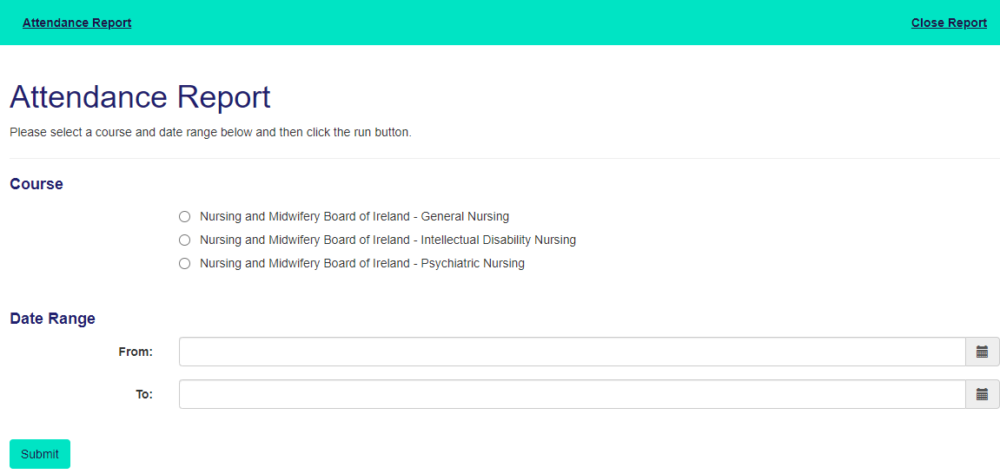 Attendance Report
Close Report
Attendance Report
Please select a course and date range below and then click the run button.
Course
Nursing and Midwifery Board of Ireland - General Nursing
Nursing and Midwifery Board of Ireland - Intellectual Disability Nursing
Nursing and Midwifery Board of Ireland - Psychiatric Nursing
Date Range
From:
To:
Submit